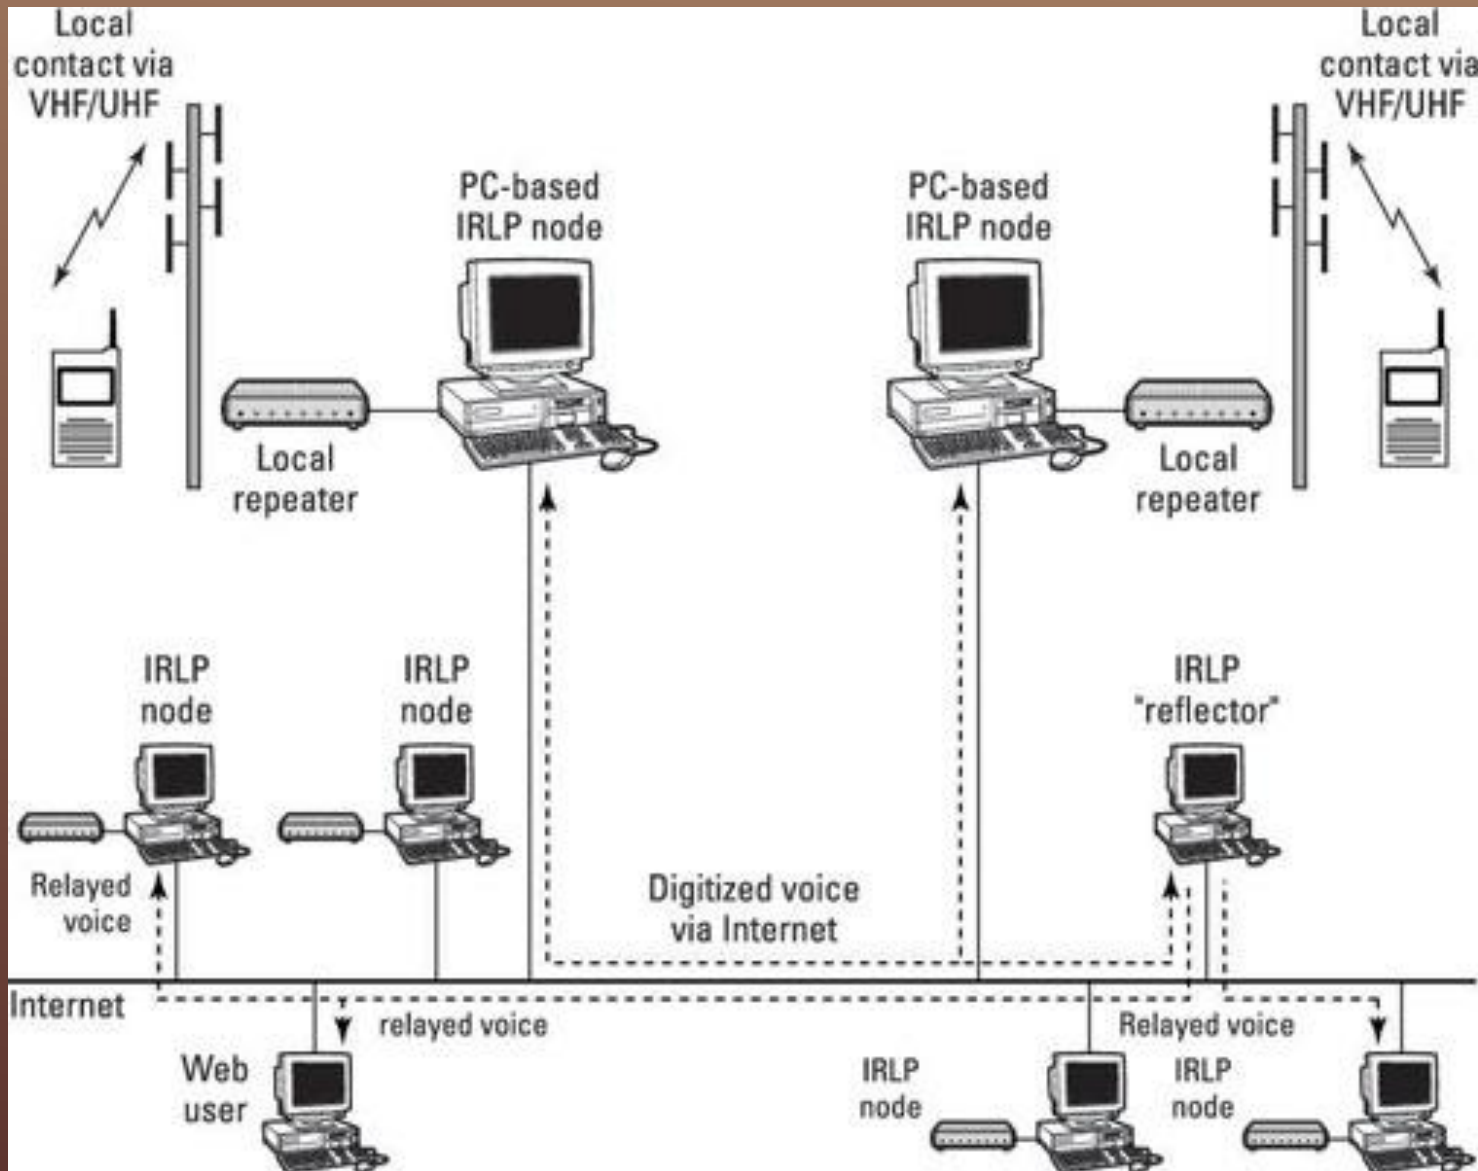 Local
contact via
VHF/UHF
Local
contact via
VHF/UHF
PC-based
IRLP node
PC-based
IRLP node
Local
repeater
Local
repeater
IRLP
node
IRLP
node
IRLP
"reflector"
Relayed
voice
Digitized voice
via Internet
Internet
relayed voice
Relayed voice
Web
user
IRLP
node
IRLP
node